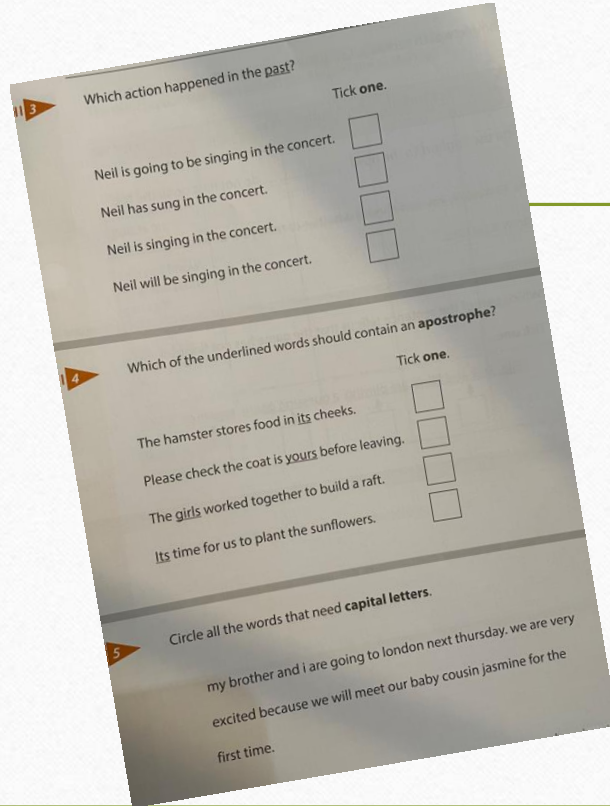 3
Which action happened in the past?
Tick one.
Neil is going to be singing in the concert.
Neil has sung in the concert.
Neil is singing in the concert.
Neil will be singing in the concert.
4
Which of the underlined words should contain an apostrophe?
Tick one.
The hamster stores food in its cheeks.
Please check the coat is yours before leaving.
The girls worked together to build a raft.
Its time for us to plant the sunflowers.
5
Circle all the words that need capital letters.
my brother and i are going to london next thursday. we are very
excited because we will meet our baby cousin jasmine for the
first time.